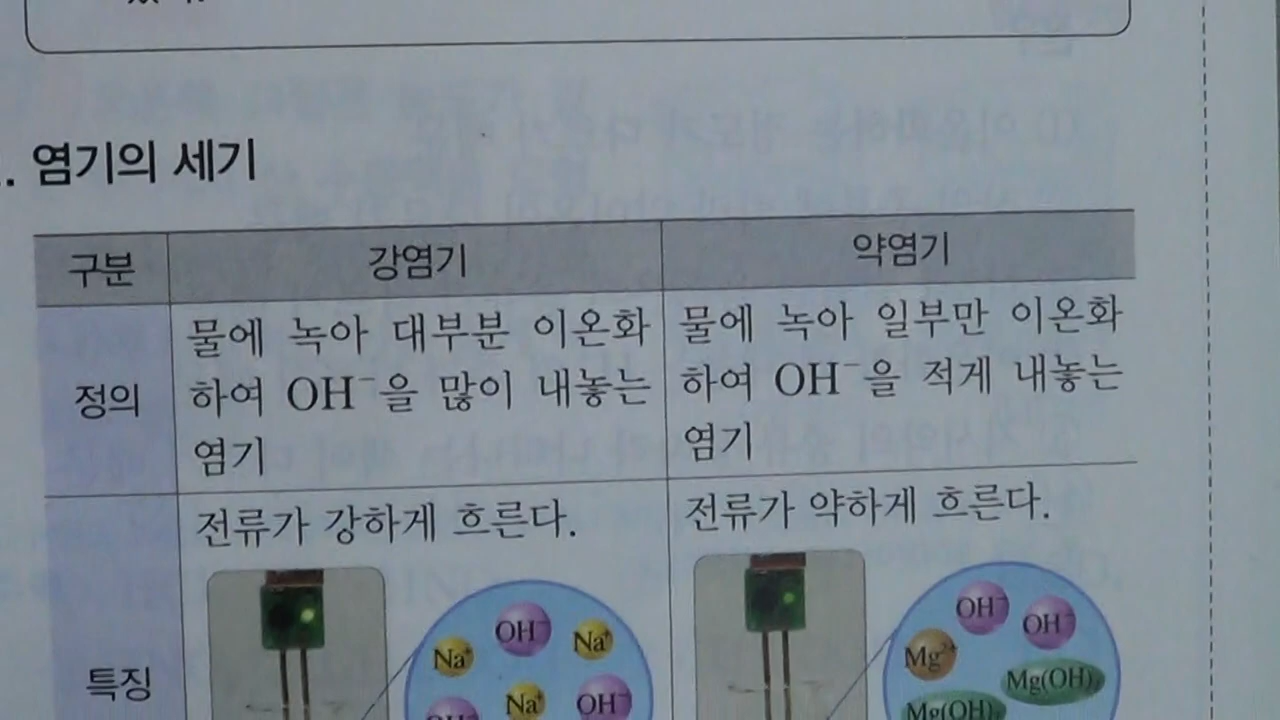 . 염기의 세기
구분 강염기 약염기
정의
물에 녹아 대부분 이온화
하여 OH⁻을 많이 내놓는
염기
물에 녹아 일부만 이온화
하여 OH⁻을 적게 내놓는
염기
특징
전류가 강하게 흐른다.
OH⁻
Na⁺ Na⁺
Na⁺ OH⁻
전류가 약하게 흐른다.
OH⁻ OH⁻
Mg²⁺
Mg(OH)₂
Mg(OH)₂